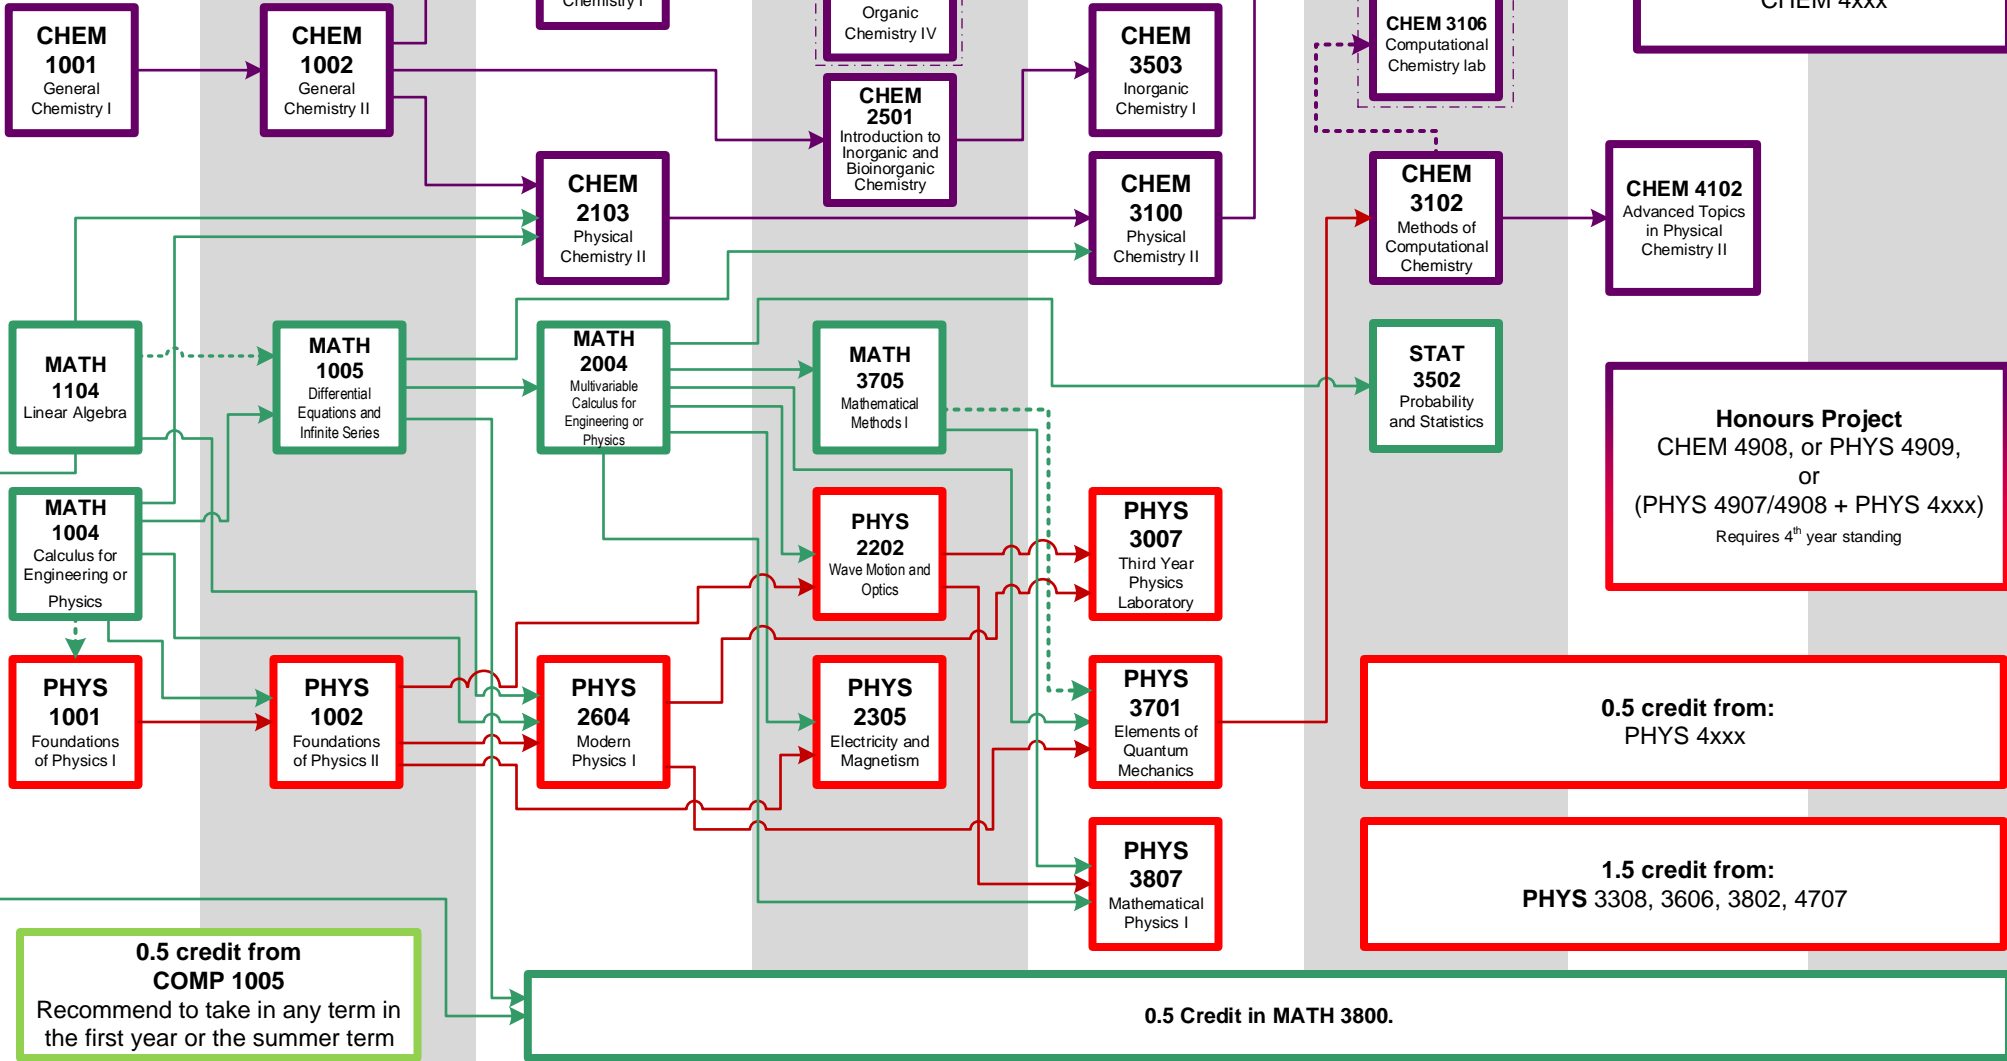 Chemistry I
Organic
Chemistry IV
CHEM 4xxx
CHEM
1001
General
Chemistry I
CHEM
1002
General
Chemistry II
CHEM
2501
Introduction to
Inorganic and
Bioinorganic
Chemistry
CHEM
3503
Inorganic
Chemistry I
CHEM 3106
Computational
Chemistry lab
CHEM
2103
Physical
Chemistry II
CHEM
3100
Physical
Chemistry II
CHEM
3102
Methods of
Computational
Chemistry
CHEM 4102
Advanced Topics
in Physical
Chemistry II
MATH
1104
Linear Algebra
MATH
1005
Differential
Equations and
Infinite Series
MATH
2004
Multivariable
Calculus for
Engineering or
Physics
MATH
3705
Mathematical
Methods I
STAT
3502
Probability
and Statistics
Honours Project
CHEM 4908, or PHYS 4909,
or
(PHYS 4907/4908 + PHYS 4xxx)
Requires 4th year standing
MATH
1004
Calculus for
Engineering or
Physics
PHYS
2202
Wave Motion and
Optics
PHYS
3007
Third Year
Physics
Laboratory
PHYS
1001
Foundations
of Physics I
PHYS
1002
Foundations
of Physics II
PHYS
2604
Modern
Physics I
PHYS
2305
Electricity and
Magnetism
PHYS
3701
Elements of
Quantum
Mechanics
0.5 credit from:
PHYS 4xxx
PHYS
3807
Mathematical
Physics I
1.5 credit from:
PHYS 3308, 3606, 3802, 4707
0.5 credit from
COMP 1005
Recommend to take in any term in
the first year or the summer term
0.5 Credit in MATH 3800.